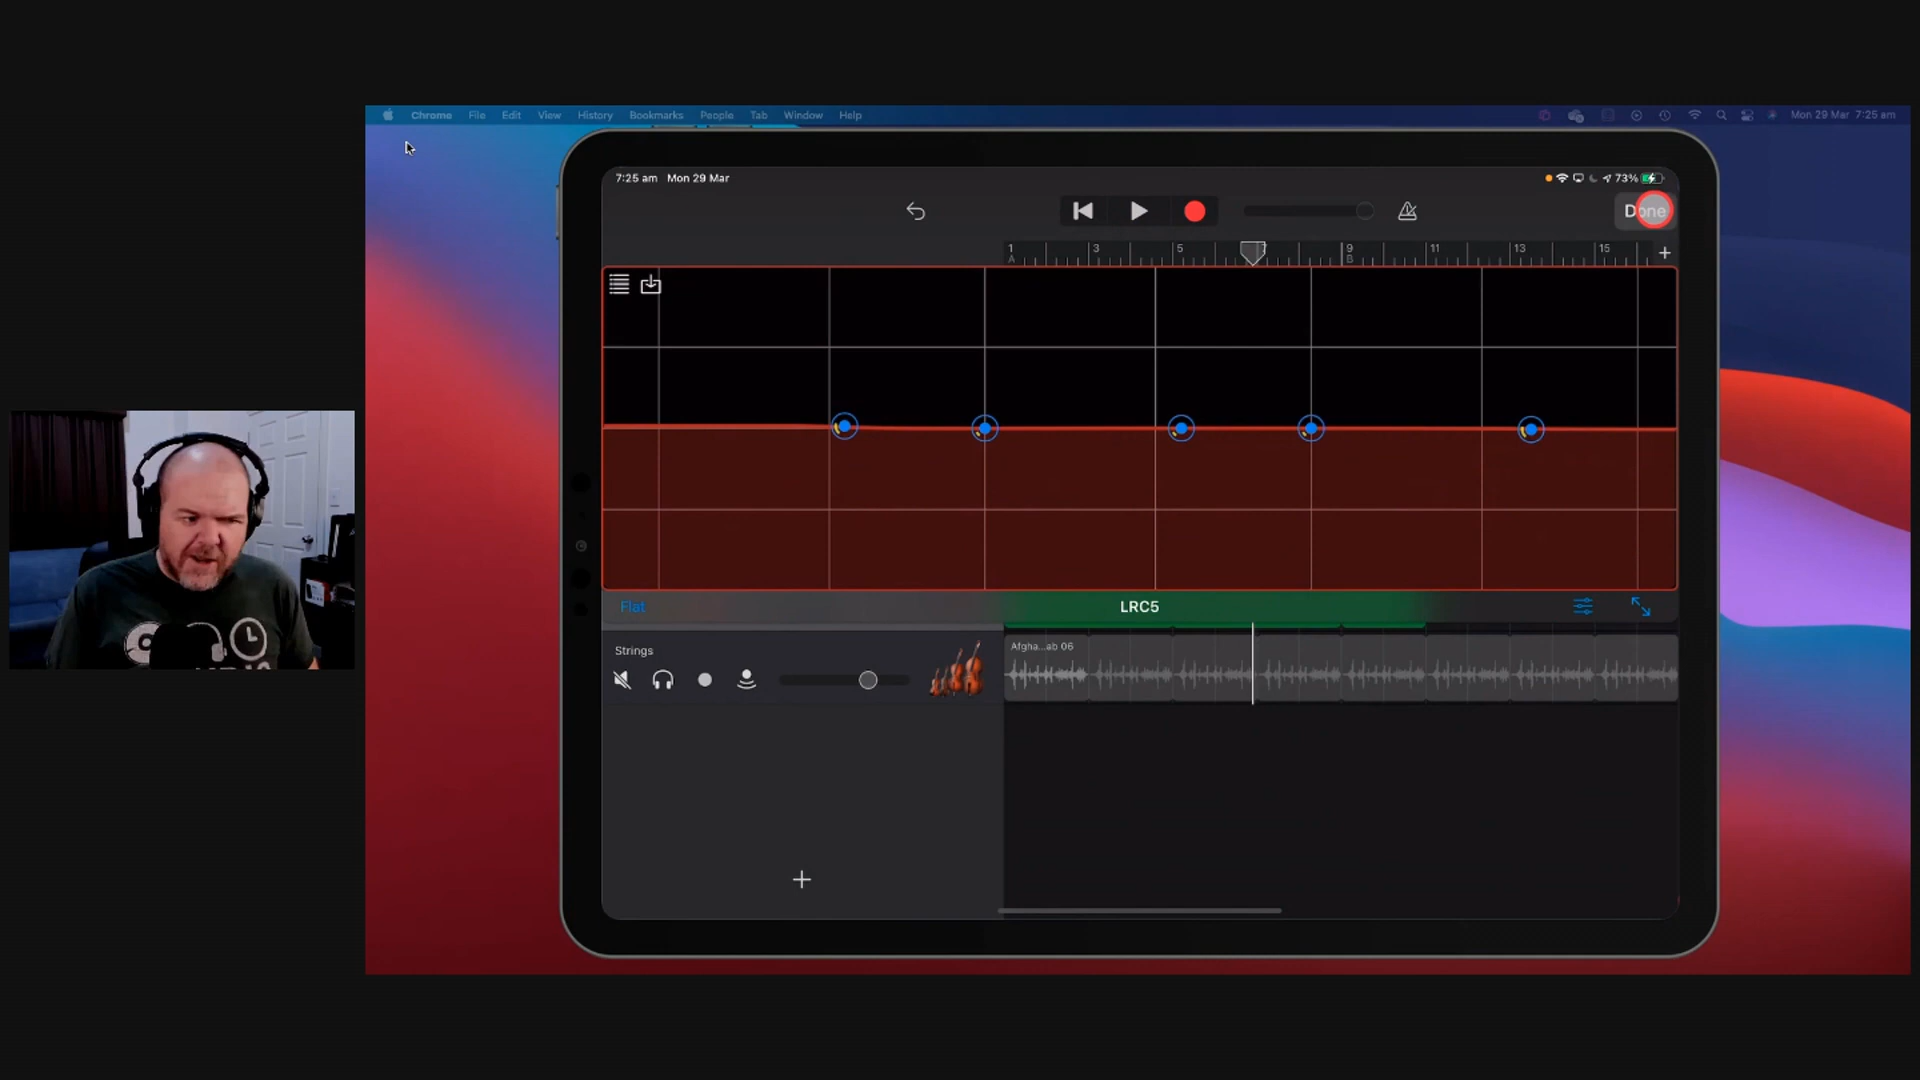 Chrome File Edit View History Bookmarks People Tab Window Help
Mon 29 Mar 7:25 am
7:25 am Mon 29 Mar
73%
Done
1 3 5 7 9 11 13 15
A B
Flat
LRC5
Strings
Afgha...ab 06